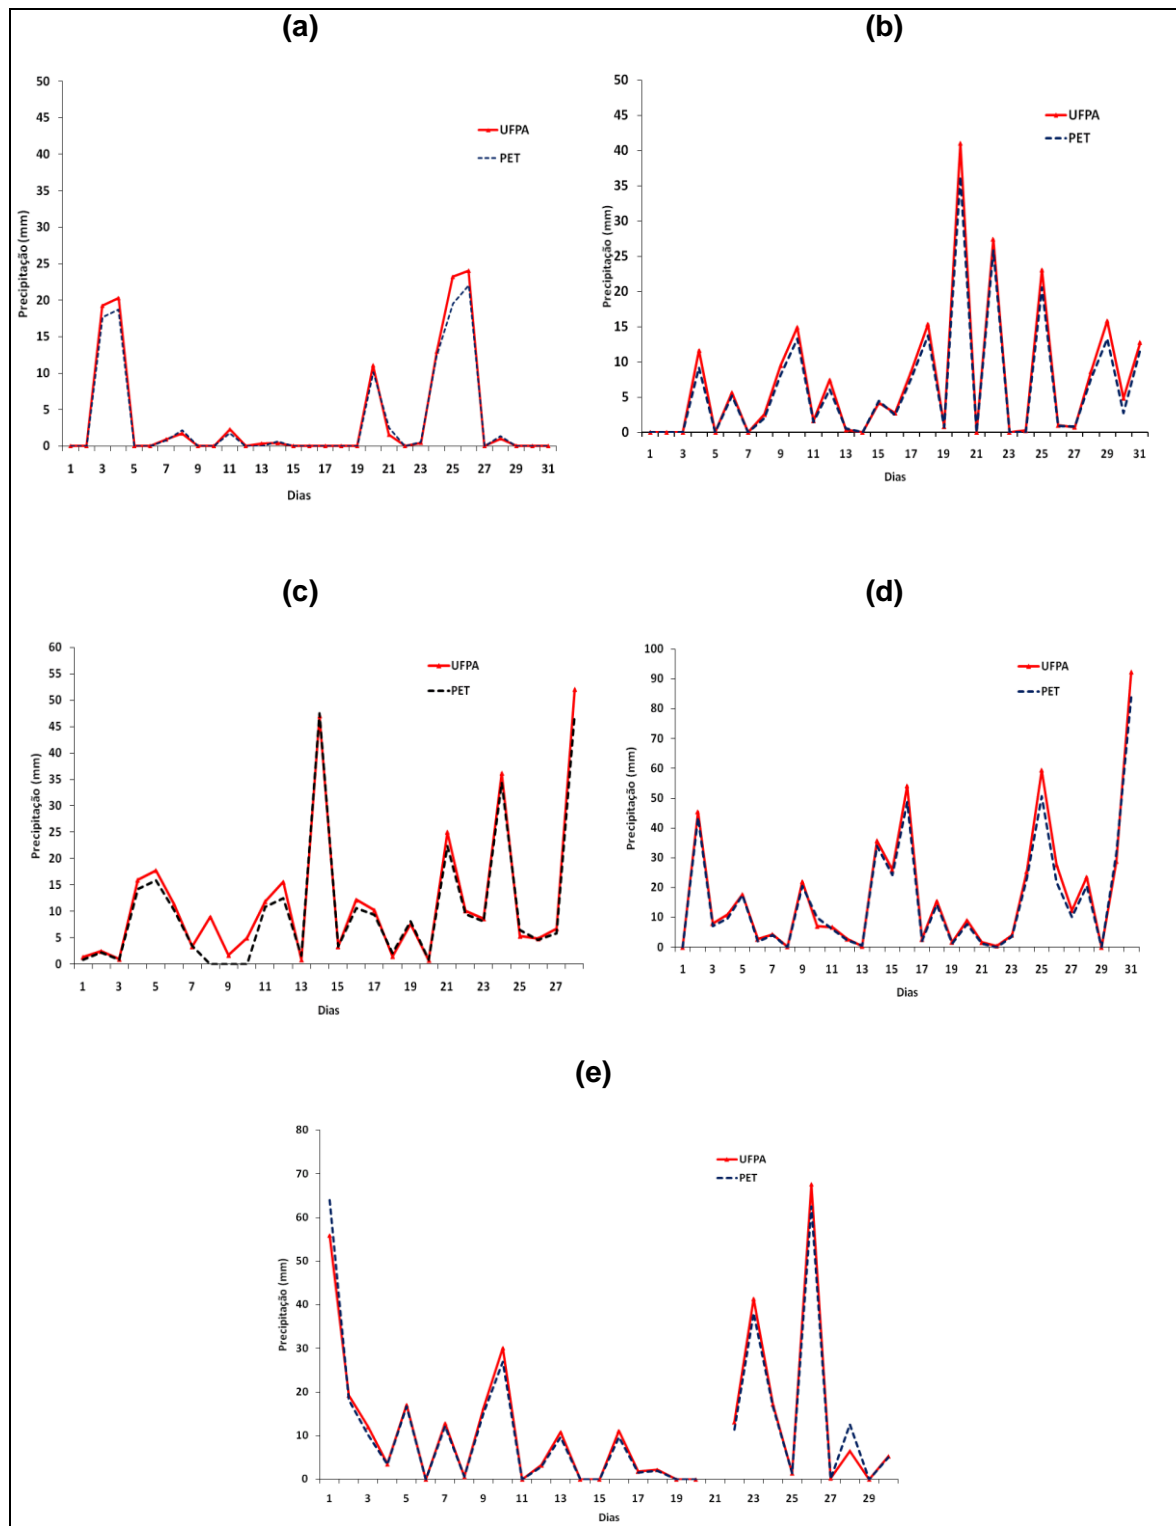 (a)
50
45
40
35
30
25
20
15
10
5
0
Precipitação (mm)
UFPA
PET
1 3 5 7 9 11 13 15 17 19 21 23 25 27 29 31
Dias
(b)
50
45
40
35
30
25
20
15
10
5
0
Precipitação (mm)
UFPA
PET
1 3 5 7 9 11 13 15 17 19 21 23 25 27 29 31
Dias
(c)
60
55
50
45
40
35
30
25
20
15
10
5
0
Precipitação (mm)
UFPA
PET
1 3 5 7 9 11 13 15 17 19 21 23 25 27
Dias
(d)
100
90
80
70
60
50
40
30
20
10
0
Precipitação (mm)
UFPA
PET
1 3 5 7 9 11 13 15 17 19 21 23 25 27 29 31
Dias
(e)
80
70
60
50
40
30
20
10
0
Precipitação (mm)
UFPA
PET
1 3 5 7 9 11 13 15 17 19 21 23 25 27 29
Dias